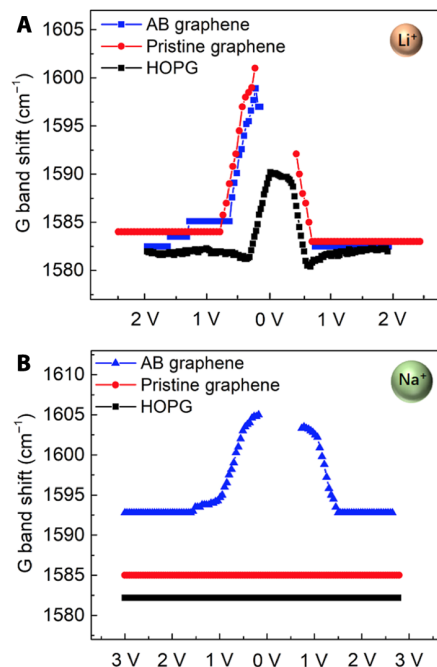 A
AB graphene
Pristine graphene
HOPG
Li⁺
G band shift (cm⁻¹)
1605
1600
1595
1590
1585
1580
2 V 1 V 0 V 1 V 2 V
B
AB graphene
Pristine graphene
HOPG
Na⁺
G band shift (cm⁻¹)
1610
1605
1595
1590
1585
1580
3 V 2 V 1 V 0 V 1 V 2 V 3 V